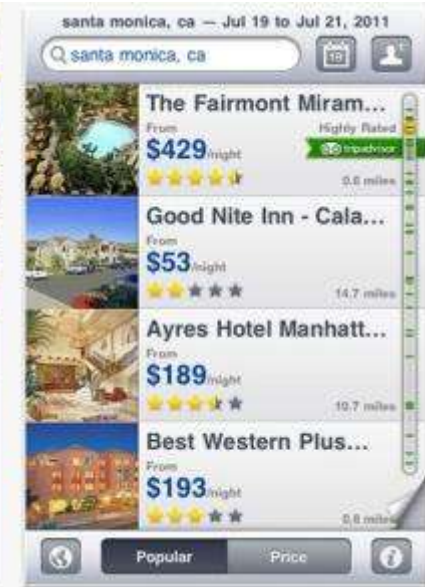 santa monica, ca — Jul 19 to Jul 21, 2011
santa monica, ca
The Fairmont Miram...
From
Highly Rated
$429/night
tripadvisor
0.6 miles
Good Nite Inn - Cala...
From
$53/night
14.7 miles
Ayres Hotel Manhatt...
From
$189/night
10.7 miles
Best Western Plus...
From
$193/night
0.8 miles
Popular
Price